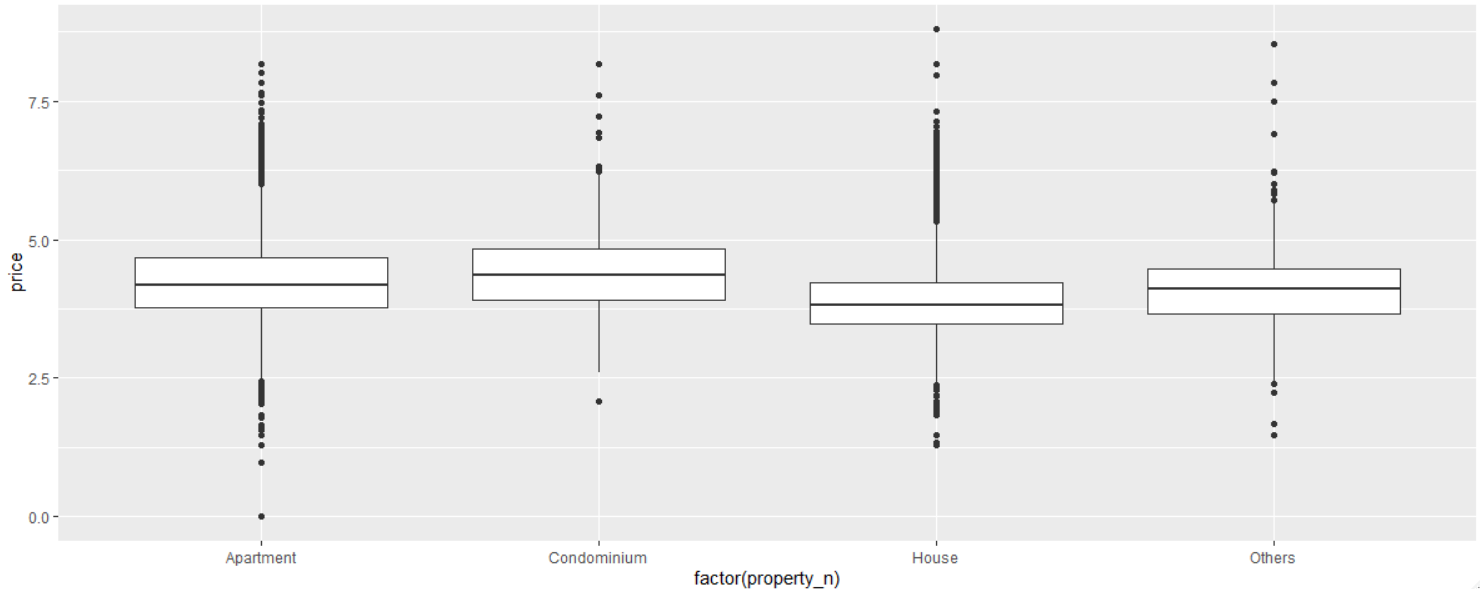 price
7.5
5.0
2.5
0.0
Apartment Condominium House Others
factor(property_n)